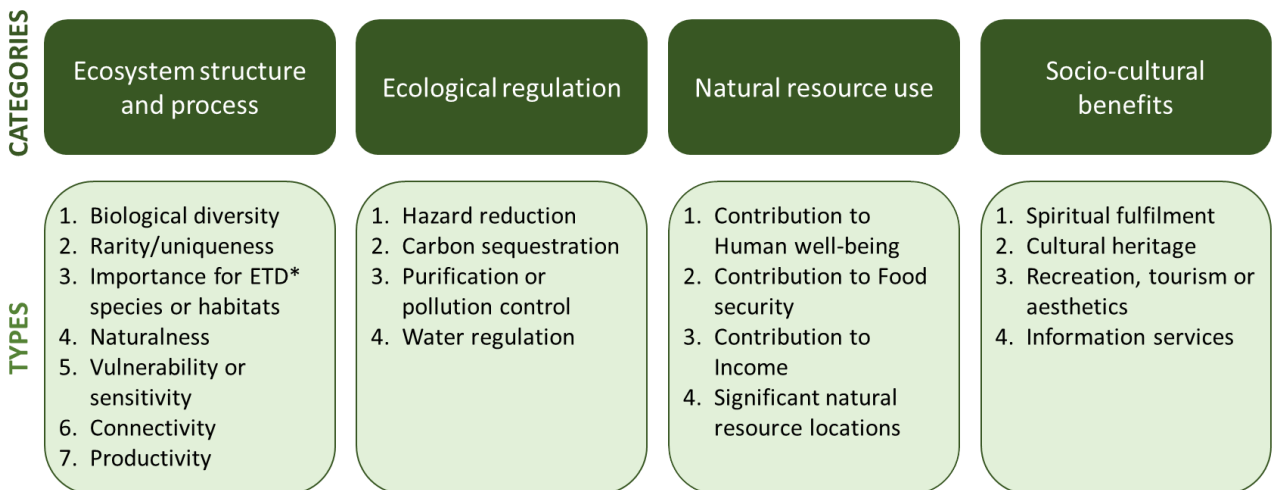 CATEGORIES
Ecosystem structure
and process
Ecological regulation
Natural resource use
Socio-cultural
benefits
TYPES
1. Biological diversity
2. Rarity/uniqueness
3. Importance for ETD*
species or habitats
4. Naturalness
5. Vulnerability or
sensitivity
6. Connectivity
7. Productivity
1. Hazard reduction
2. Carbon sequestration
3. Purification or
pollution control
4. Water regulation
1. Contribution to
Human well-being
2. Contribution to Food
security
3. Contribution to
Income
4. Significant natural
resource locations
1. Spiritual fulfilment
2. Cultural heritage
3. Recreation, tourism or
aesthetics
4. Information services